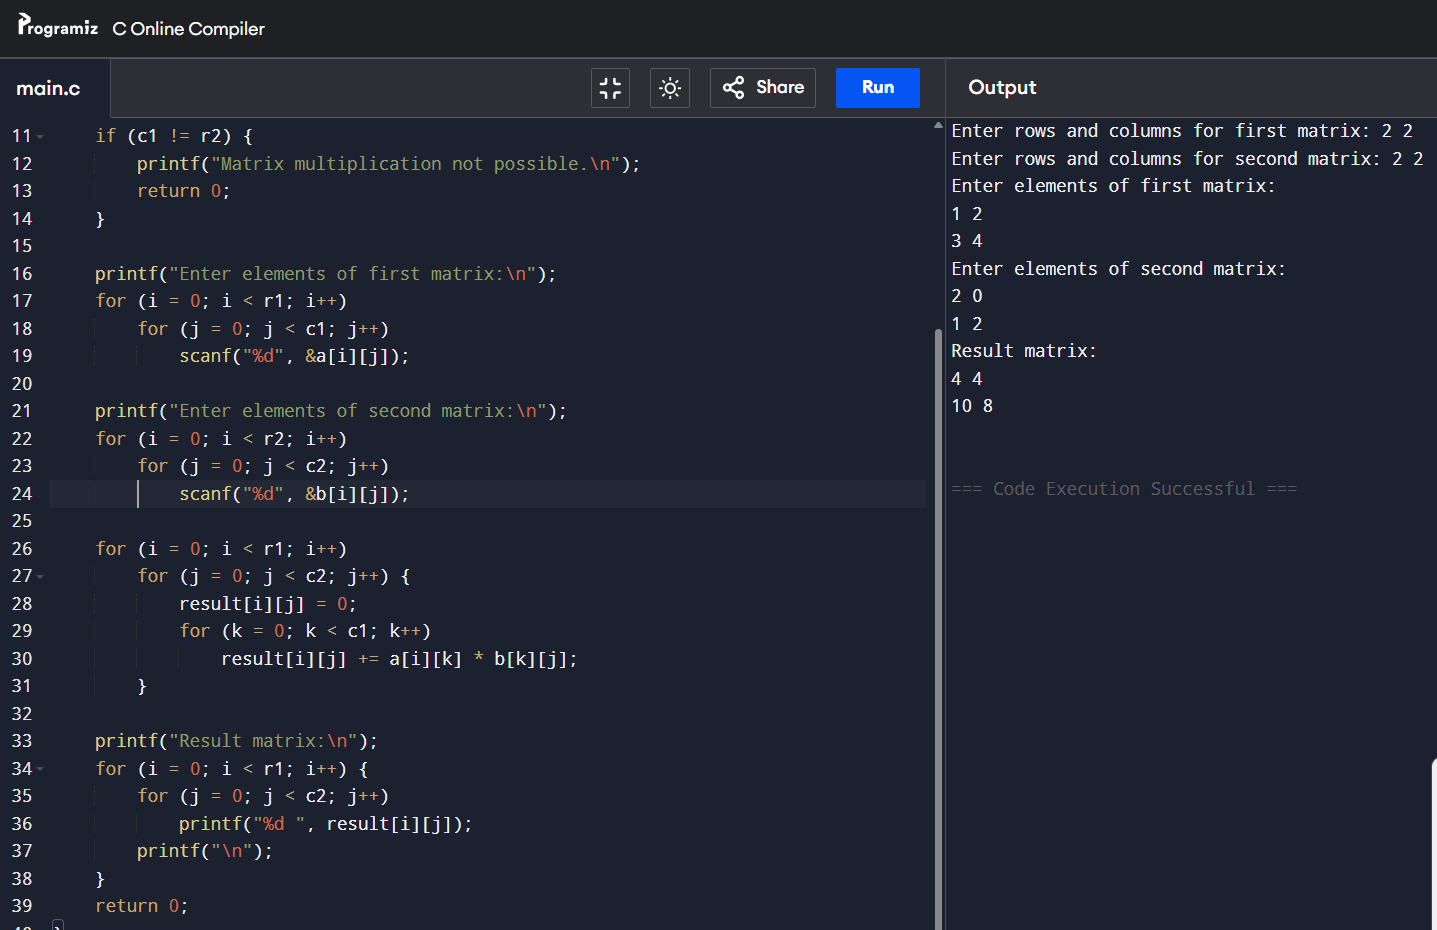 Programiz C Online Compiler
main.c
Share
Run
Output
11 if (c1 != r2) {
12 printf("Matrix multiplication not possible.\n");
13 return 0;
14 }
15
16 printf("Enter elements of first matrix:\n");
17 for (i = 0; i < r1; i++)
18 for (j = 0; j < c1; j++)
19 scanf("%d", &a[i][j]);
20
21 printf("Enter elements of second matrix:\n");
22 for (i = 0; i < r2; i++)
23 for (j = 0; j < c2; j++)
24 scanf("%d", &b[i][j]);
25
26 for (i = 0; i < r1; i++)
27 for (j = 0; j < c2; j++) {
28 result[i][j] = 0;
29 for (k = 0; k < c1; k++)
30 result[i][j] += a[i][k] * b[k][j];
31 }
32
33 printf("Result matrix:\n");
34 for (i = 0; i < r1; i++) {
35 for (j = 0; j < c2; j++)
36 printf("%d ", result[i][j]);
37 printf("\n");
38 }
39 return 0;
Enter rows and columns for first matrix: 2 2
Enter rows and columns for second matrix: 2 2
Enter elements of first matrix:
1 2
3 4
Enter elements of second matrix:
2 0
1 2
Result matrix:
4 4
10 8
=== Code Execution Successful ===